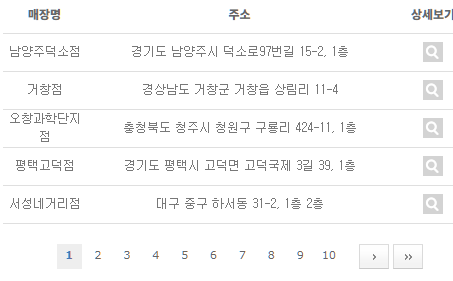 매장명 주소 상세보기
남양주덕소점 경기도 남양주시 덕소로97번길 15-2, 1층
거창점 경상남도 거창군 거창읍 상림리 11-4
오창과학단지
점 충청북도 청주시 청원구 구룡리 424-11, 1층
평택고덕점 경기도 평택시 고덕면 고덕국제 3길 39, 1층
서성네거리점 대구 중구 하서동 31-2, 1층 2층
1 2 3 4 5 6 7 8 9 10 › ››